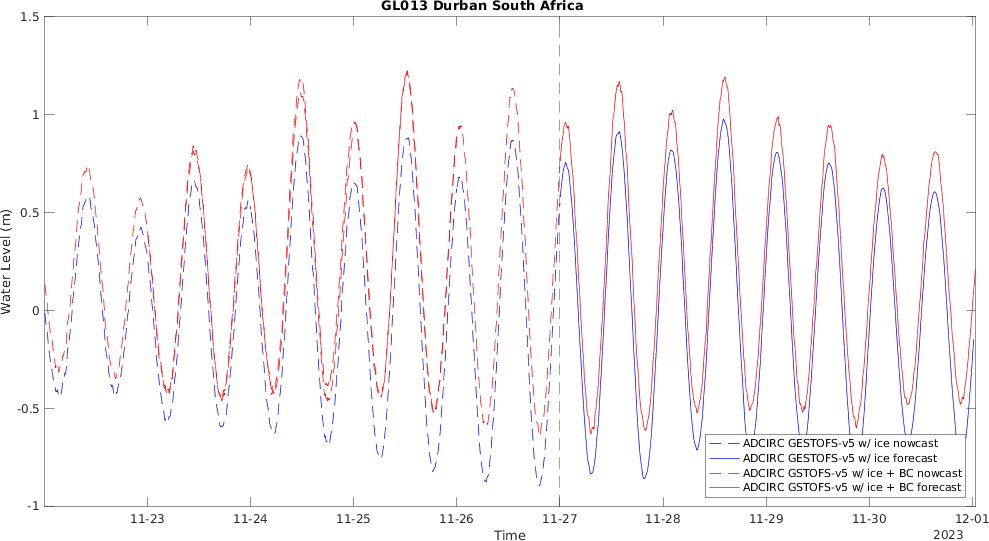 GL013 Durban South Africa
1.5
1
0.5
0
-0.5
-1
Water Level (m)
11-23
11-24
11-25
11-26
11-27
11-28
11-29
11-30
12-01
Time
2023
ADCIRC GESTOFS-v5 w/ ice nowcast
ADCIRC GESTOFS-v5 w/ ice forecast
ADCIRC GSTOFS-v5 w/ ice + BC nowcast
ADCIRC GSTOFS-v5 w/ ice + BC forecast